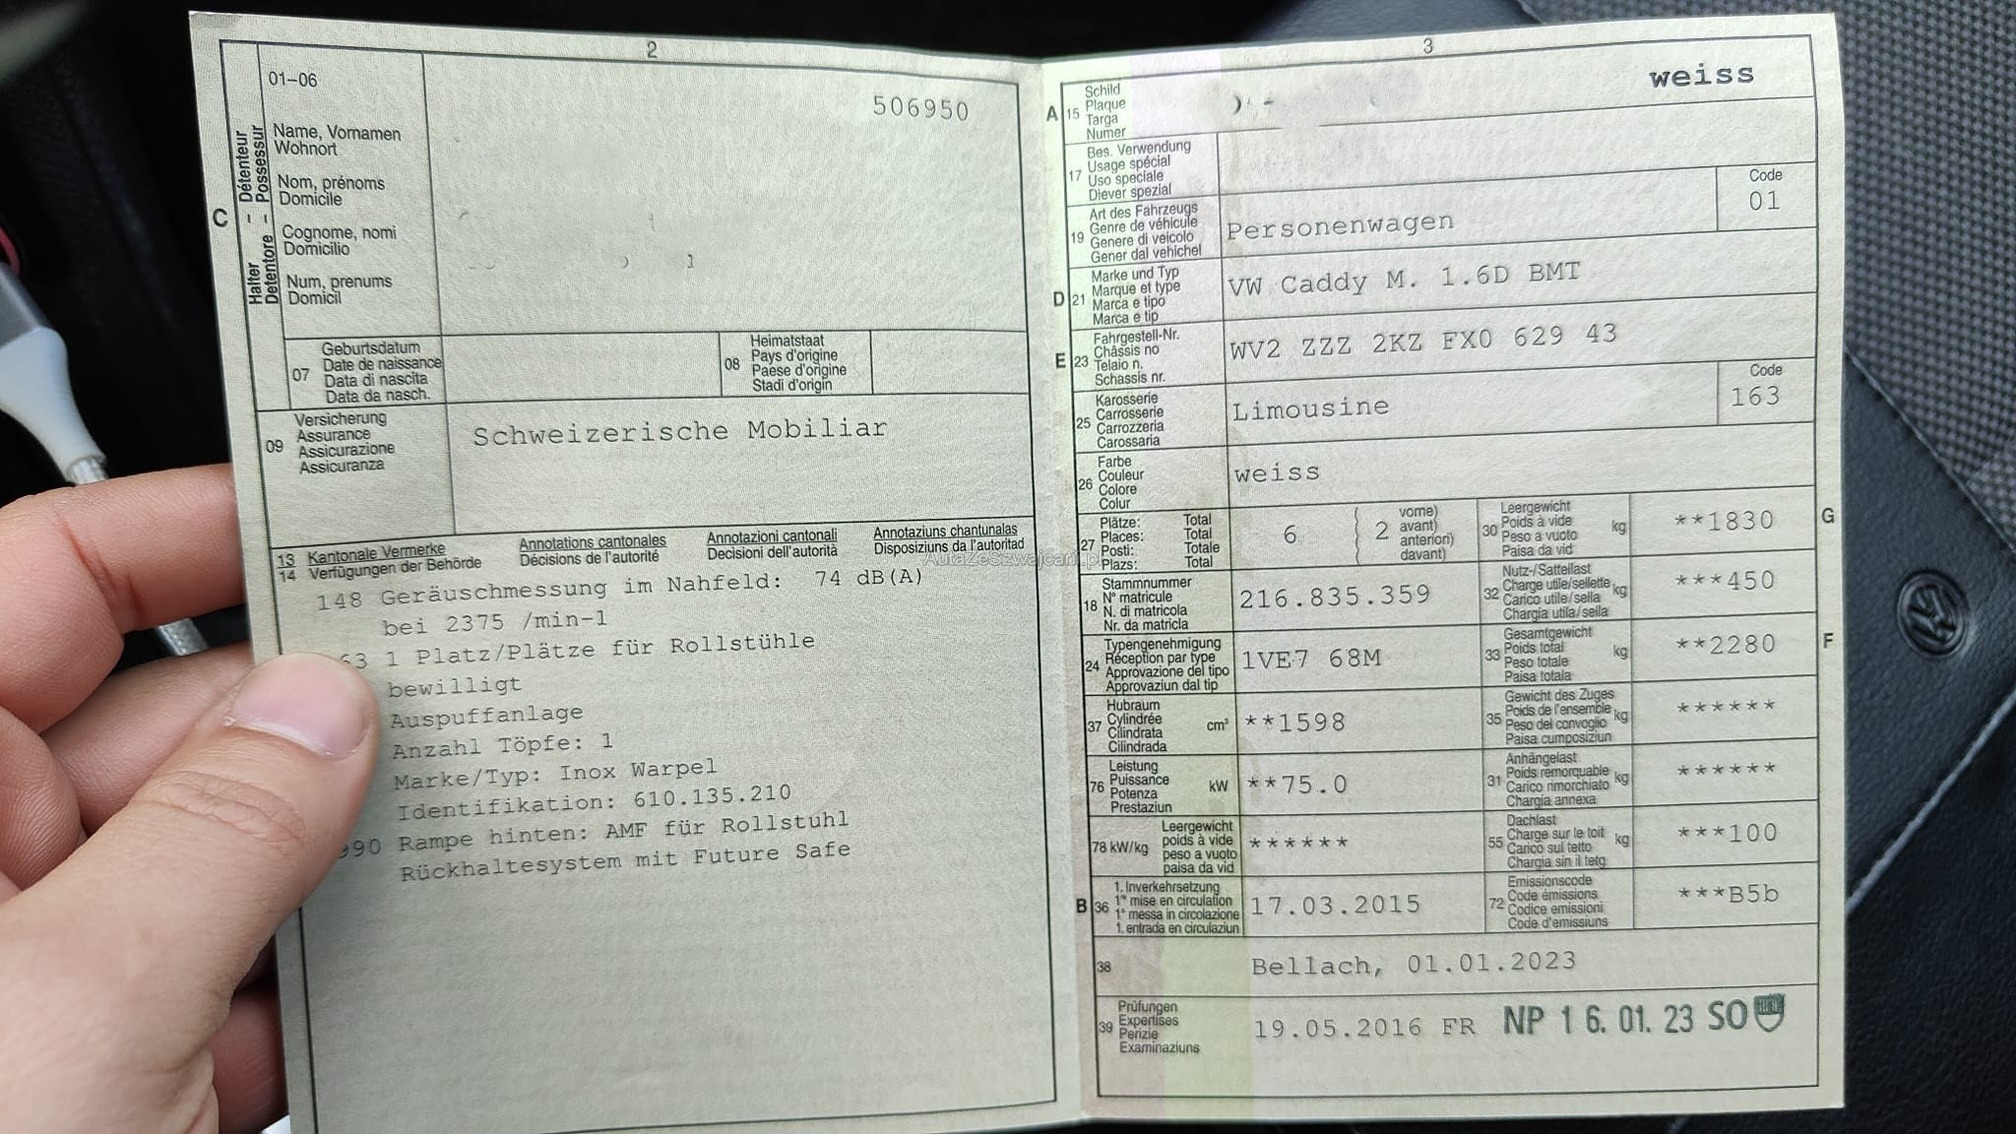 2
01-06
506950
Name, Vornamen
Wohnort
Nom, prénoms
Domicile
Cognome, nomi
Domicilio
Num, prenums
Domicil
C
Halter - Détenteur
Detentore - Possessur
07
Geburtsdatum
Date de naissance
Data di nascita
Data da nasch.
08
Heimatstaat
Pays d'origine
Paese d'origine
Stadi d'origin
09
Versicherung
Assurance
Assicurazione
Assicuranza
Schweizerische Mobiliar
13 Kantonale Vermerke
14 Verfügungen der Behörde
Annotations cantonales
Décisions de l'autorité
Annotazioni cantonali
Decisioni dell'autorità
Annotaziuns chantunalas
Disposiziuns da l'autoritad
148 Geräuschmessung im Nahfeld: 74 dB(A)
bei 2375 /min-1
63 1 Platz/Plätze für Rollstühle
bewilligt
Auspuffanlage
Anzahl Töpfe: 1
Marke/Typ: Inox Warpel
Identifikation: 610.135.210
990 Rampe hinten: AMF für Rollstuhl
Rückhaltesystem mit Future Safe
AutaZeSzwajcarii.pl
3
weiss
A 15
Schild
Plaque
Targa
Numer
17
Bes. Verwendung
Usage spécial
Uso speciale
Diever spezial
19
Art des Fahrzeugs
Genre de véhicule
Genere di veicolo
Gener dal vehichel
Personenwagen
Code
01
D 21
Marke und Typ
Marque et type
Marca e tipo
Marca e tip
VW Caddy M. 1.6D BMT
E 23
Fahrgestell-Nr.
Châssis no
Telaio n.
Schassis nr.
WV2 ZZZ 2KZ FX0 629 43
25
Karosserie
Carrosserie
Carrozzeria
Carossaria
Limousine
Code
163
26
Farbe
Couleur
Colore
Colur
weiss
27
Plätze: Total
Places: Total
Posti: Totale
Plazs: Total
6
2
vorne)
avant)
anteriori)
davant)
30
Leergewicht
Poids à vide
Peso a vuoto
Paisa da vid
kg
**1830
G
18
Stammnummer
N° matricule
N. di matricola
Nr. da matricla
216.835.359
32
Nutz-/Sattellast
Charge utile/sellette
Carico utile/sella
Chargia utila/sella
kg
***450
24
Typengenehmigung
Réception par type
Approvazione del tipo
Approvaziun dal tip
1VE7 68M
33
Gesamtgewicht
Poids total
Peso totale
Paisa totala
kg
**2280
F
37
Hubraum
Cylindrée
Cilindrata
Cilindrada
cm³
**1598
35
Gewicht des Zuges
Poids de l'ensemble
Peso del convoglio
Paisa cumposiziun
kg
******
76
Leistung
Puissance
Potenza
Prestaziun
kW
**75.0
31
Anhängelast
Poids remorquable
Carico rimorchiato
Chargia annexa
kg
******
78 kW/kg
Leergewicht
poids à vide
peso a vuoto
paisa da vid
******
55
Dachlast
Charge sur le toit
Carico sul tetto
Chargia sin il tetg
kg
***100
B 36
1. Inverkehrsetzung
1re mise en circulation
1a messa in circolazione
1. entrada en circulaziun
17.03.2015
72
Emissionscode
Code émissions
Codice emissioni
Code d'emissiuns
***B5b
38
Bellach, 01.01.2023
39
Prüfungen
Expertises
Perizie
Examinaziuns
19.05.2016 FR
NP 16. 01. 23 SO